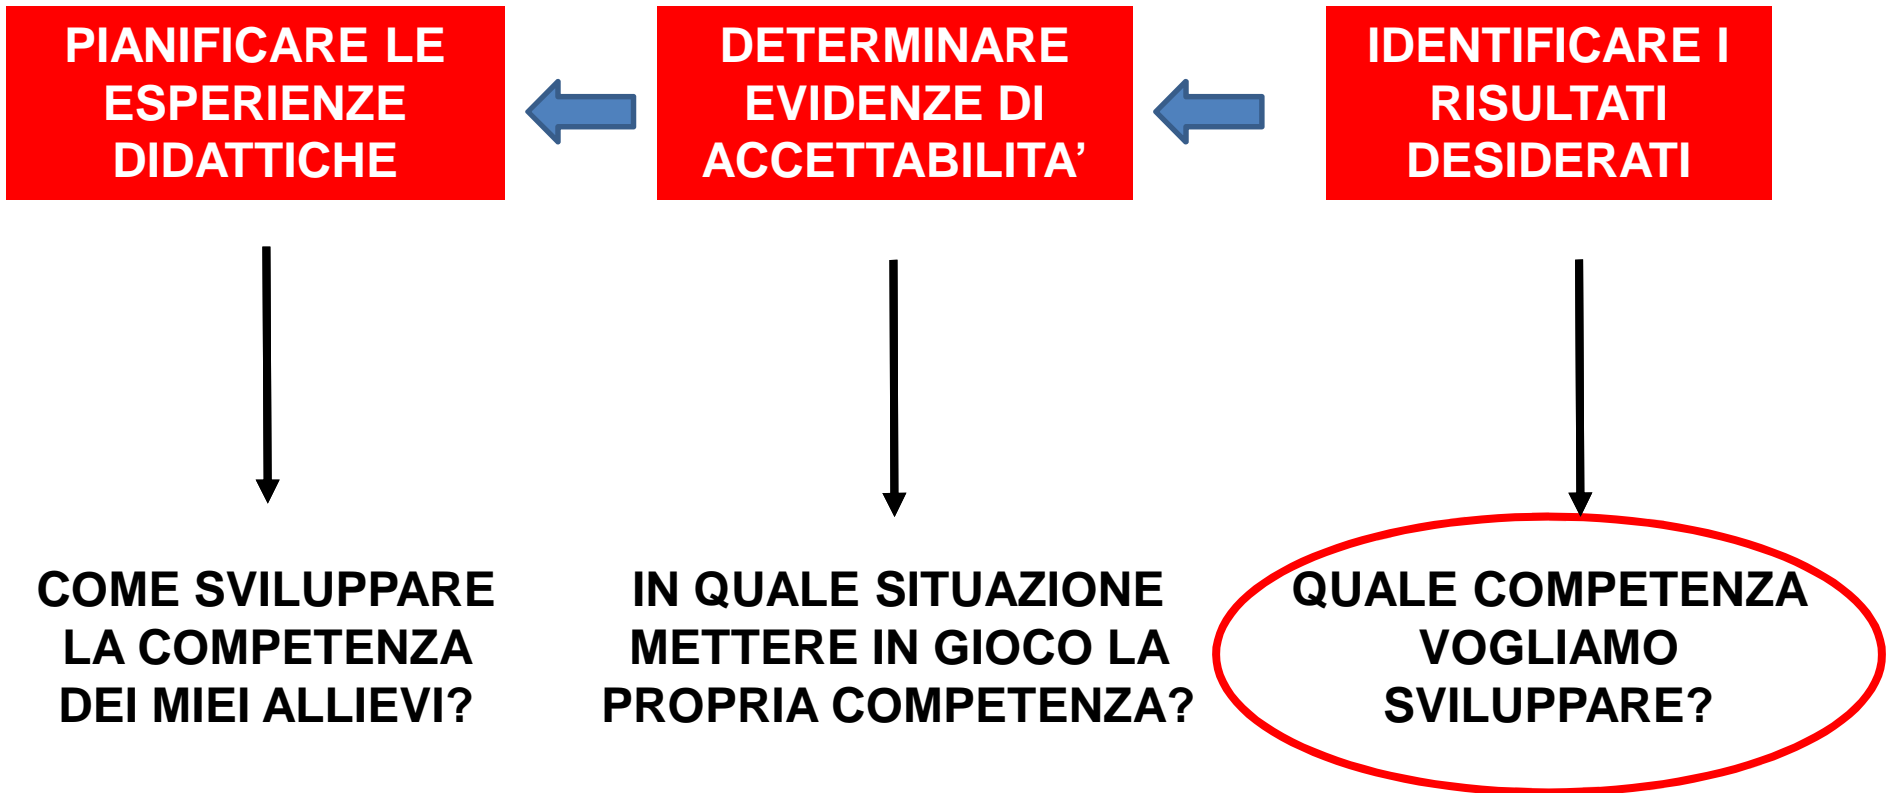 PIANIFICARE LE
ESPERIENZE
DIDATTICHE
DETERMINARE
EVIDENZE DI
ACCETTABILITA’
IDENTIFICARE I
RISULTATI
DESIDERATI
COME SVILUPPARE
LA COMPETENZA
DEI MIEI ALLIEVI?
IN QUALE SITUAZIONE
METTERE IN GIOCO LA
PROPRIA COMPETENZA?
QUALE COMPETENZA
VOGLIAMO
SVILUPPARE?